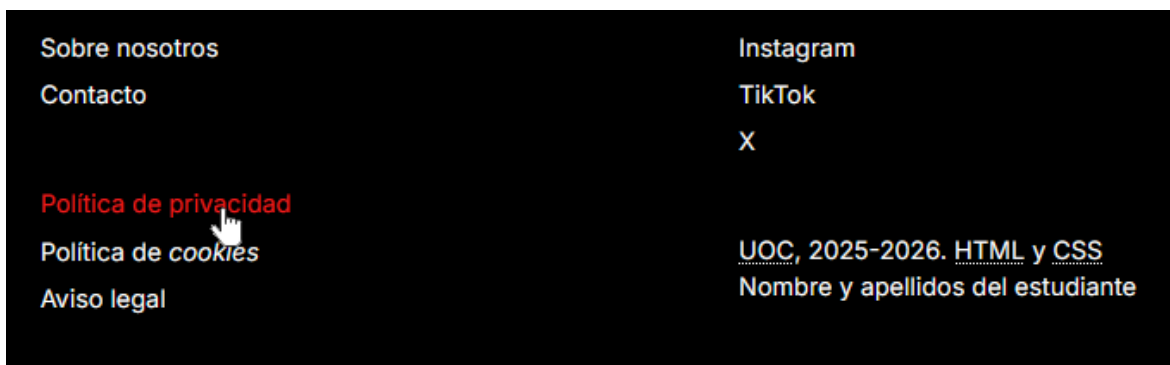 Sobre nosotros
Contacto
Instagram
TikTok
X
Política de privacidad
Política de cookies
Aviso legal
UOC, 2025-2026. HTML y CSS
Nombre y apellidos del estudiante